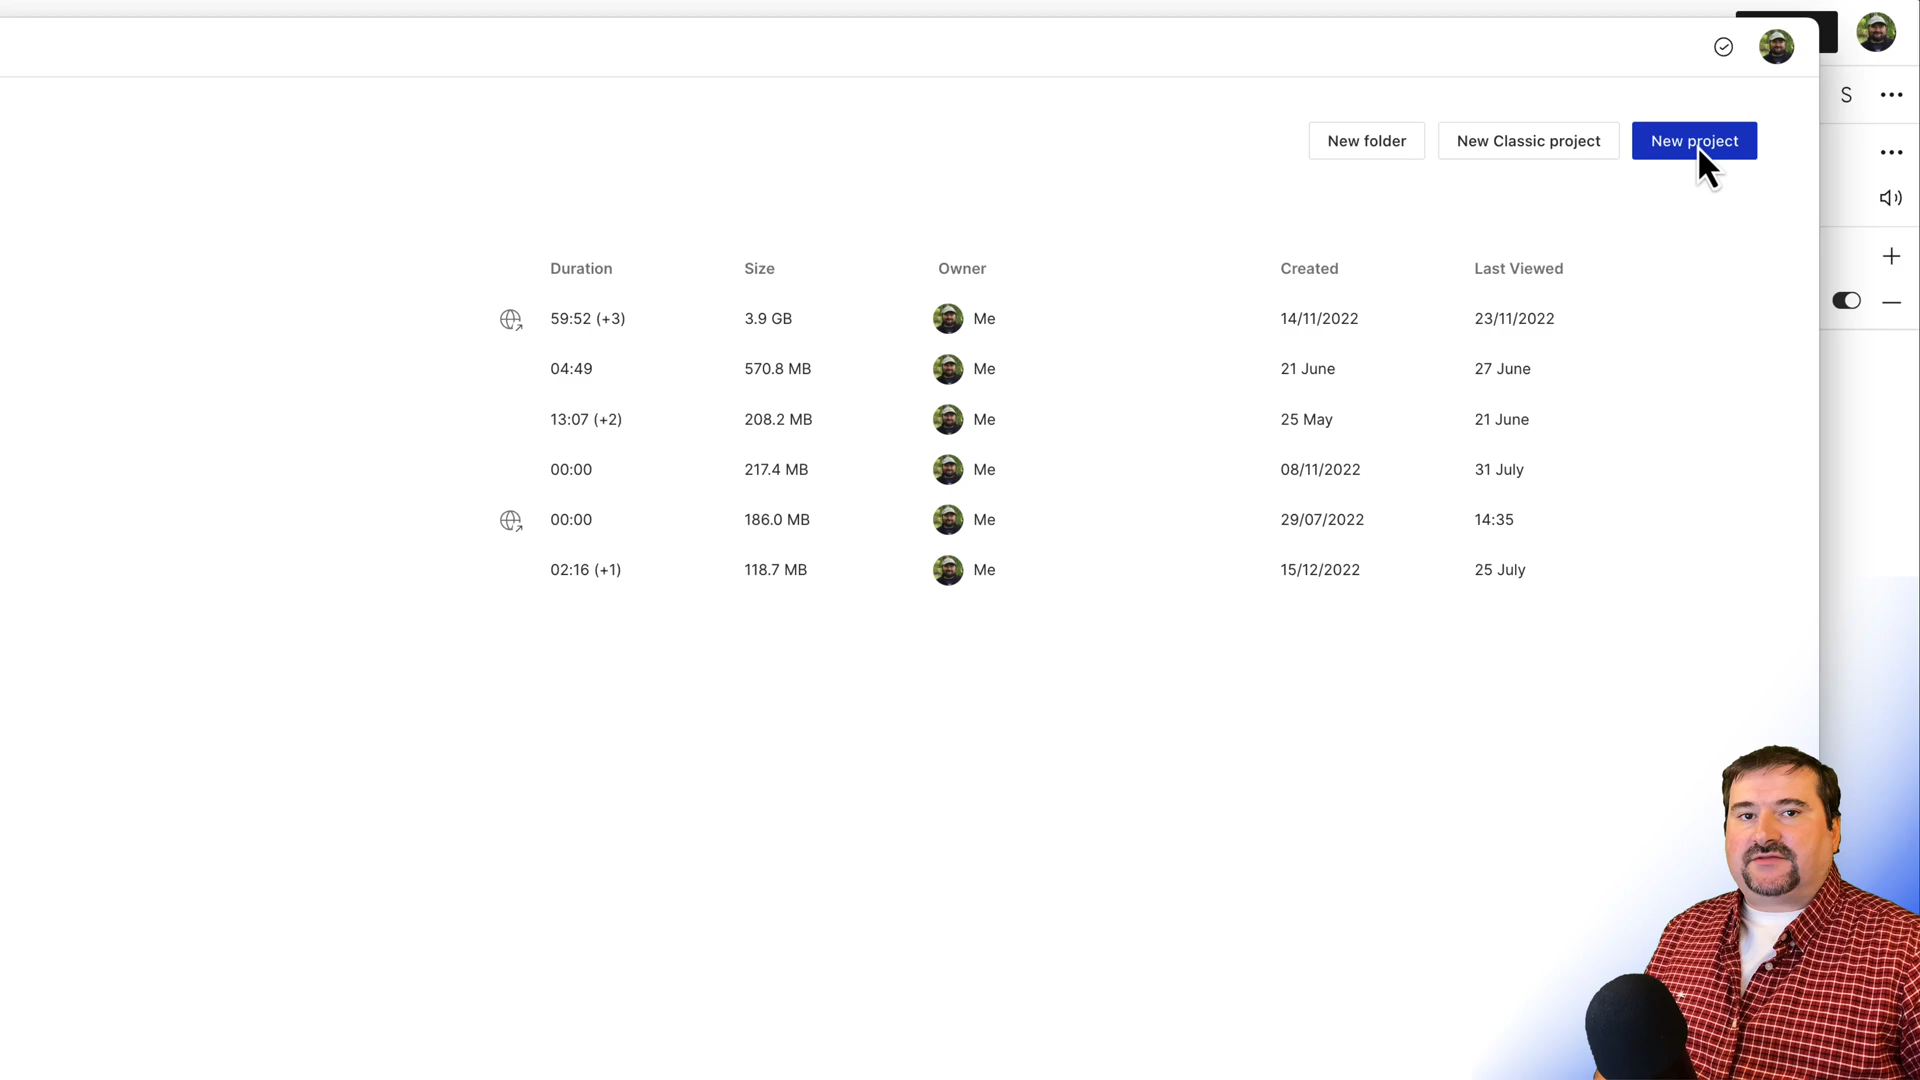 S
New folder New Classic project New project
Duration Size Owner Created Last Viewed
59:52 (+3) 3.9 GB Me 14/11/2022 23/11/2022
04:49 570.8 MB Me 21 June 27 June
13:07 (+2) 208.2 MB Me 25 May 21 June
00:00 217.4 MB Me 08/11/2022 31 July
00:00 186.0 MB Me 29/07/2022 14:35
02:16 (+1) 118.7 MB Me 15/12/2022 25 July